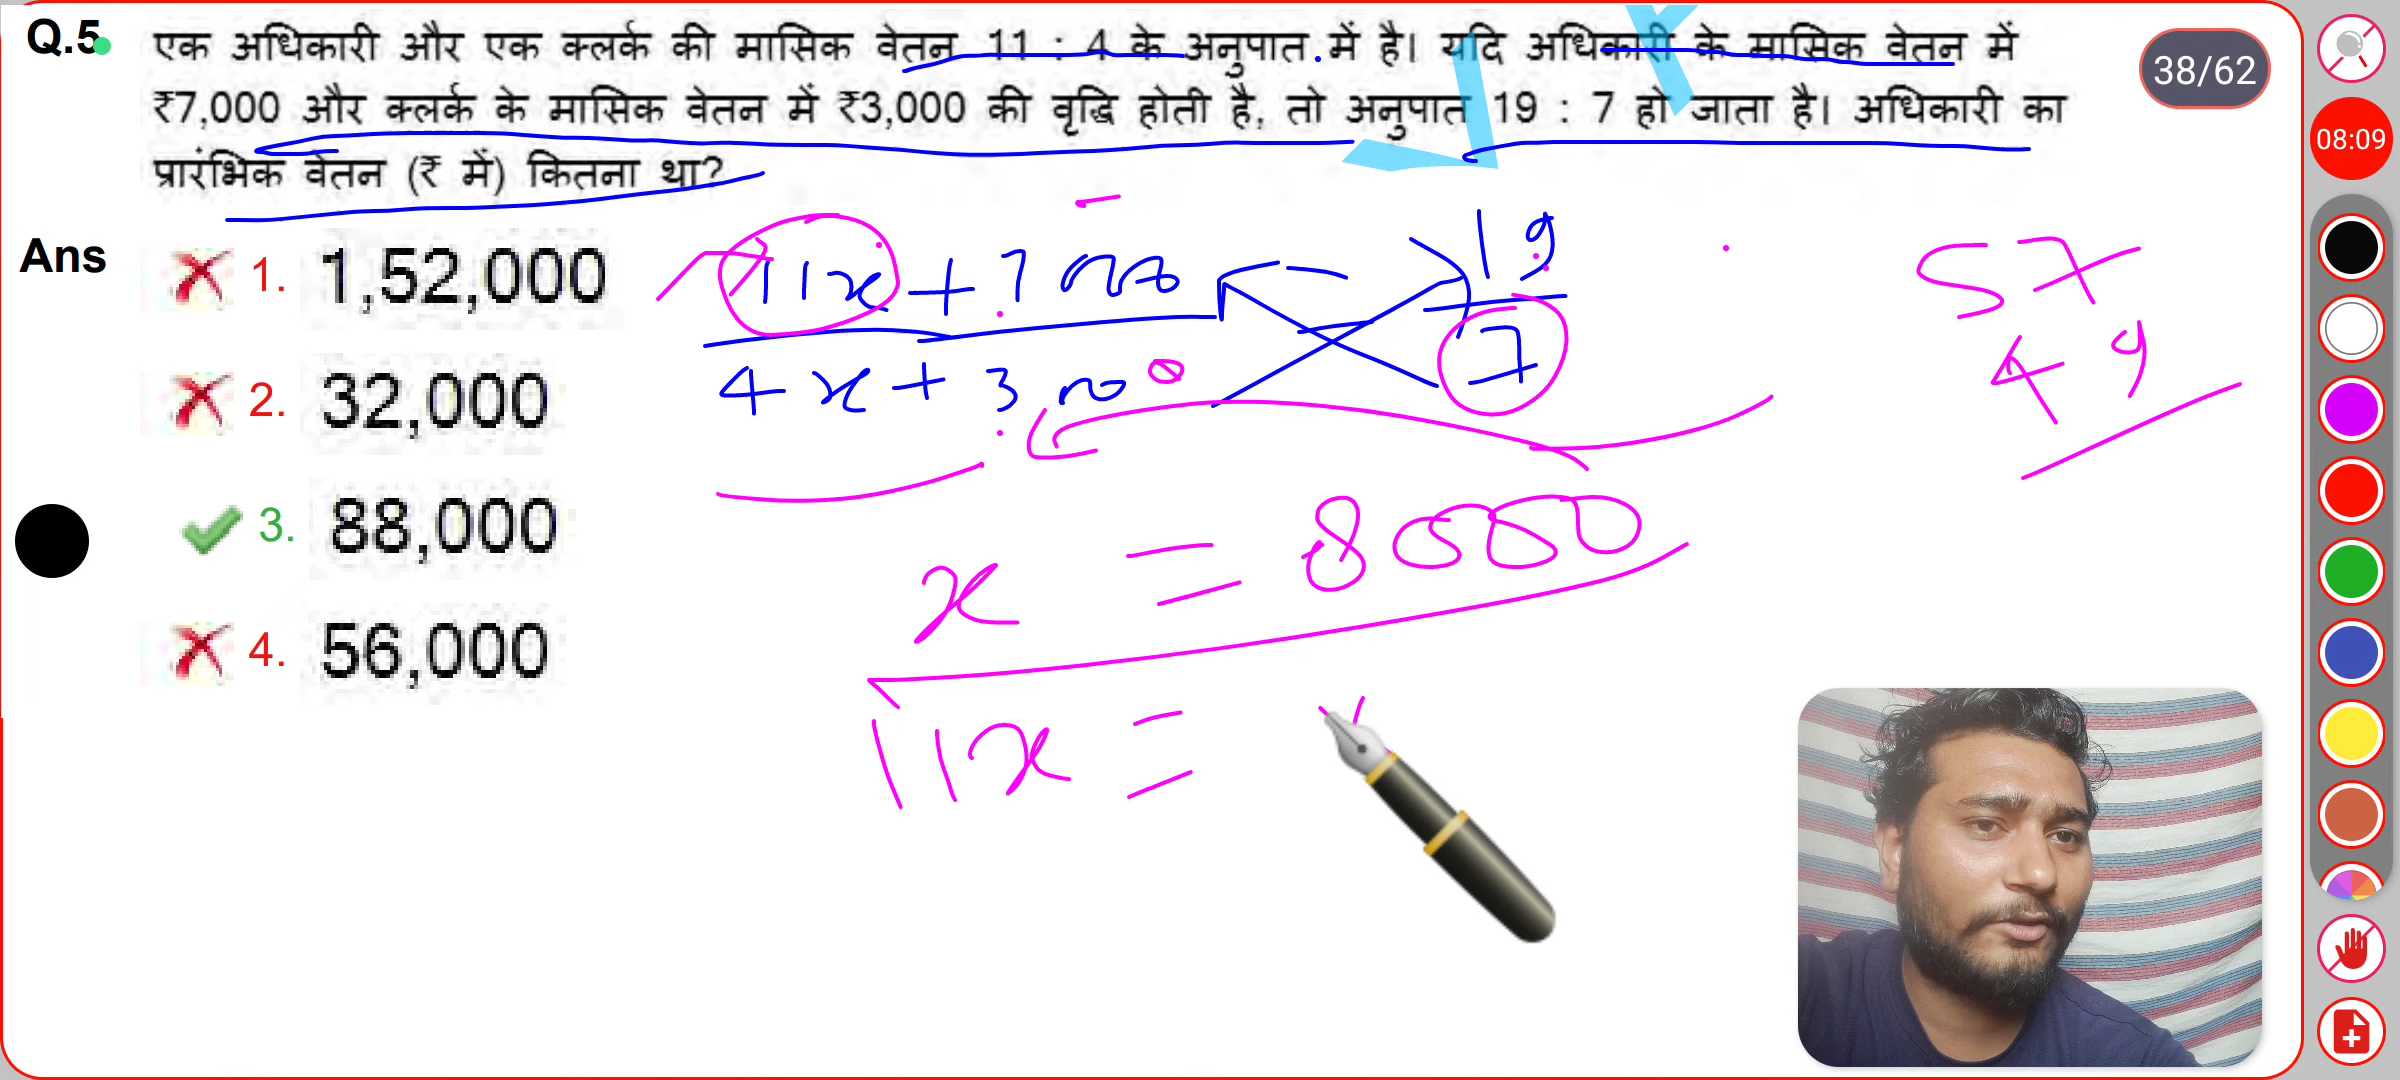 Q.5 एक अधिकारी और एक क्लर्क की मासिक वेतन 11 : 4 के अनुपात में है। यदि अधिकारी के मासिक वेतन में
₹7,000 और क्लर्क के मासिक वेतन में ₹3,000 की वृद्धि होती है, तो अनुपात 19 : 7 हो जाता है। अधिकारी का
प्रारंभिक वेतन (₹ में) कितना था?
38/62
08:09
Ans
1. 1,52,000
2. 32,000
3. 88,000
4. 56,000
11x + 7000
4x + 3000
19
7
57
49
x = 8000
11x =